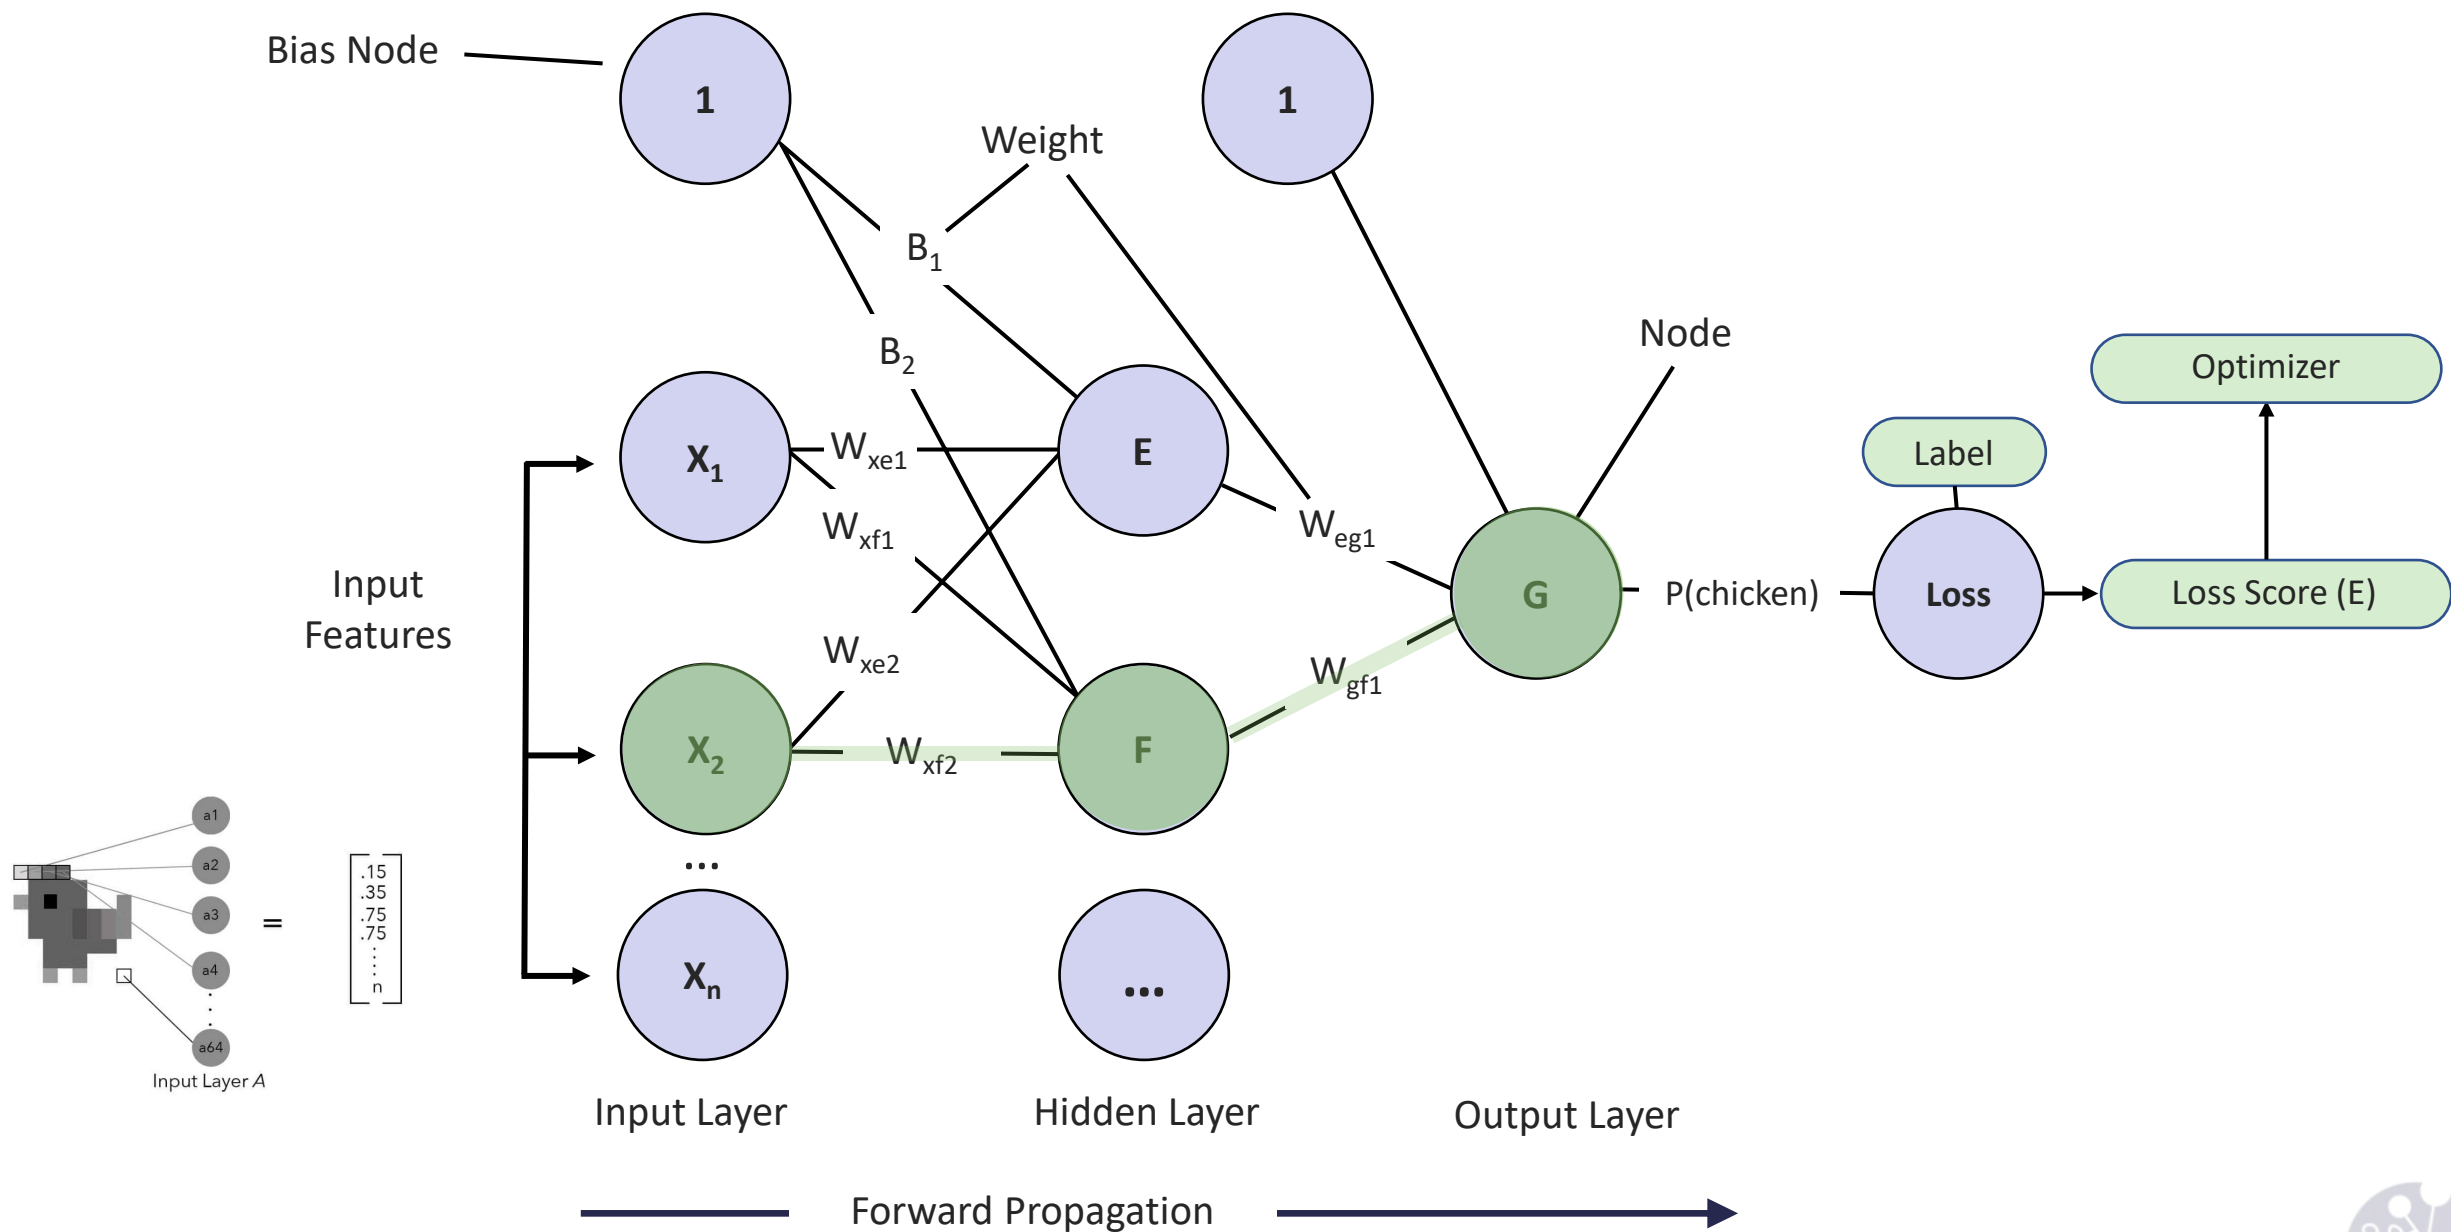 Bias Node
1
1
Weight
B1
B2
Node
Optimizer
Label
X1
Wxe1
E
Wxf1
Weg1
Input
Features
G
P(chicken)
Loss
Loss Score (E)
Wxe2
Wgf1
X2
Wxf2
F
...
Xn
...
a1
a2
a3
a4
a64
=
.15
.35
.75
.75
n
Input Layer A
Input Layer
Hidden Layer
Output Layer
Forward Propagation